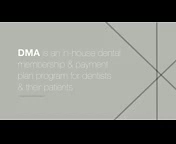 DMA is an in-house dental
membership & payment
plan program for dentists
& their patients